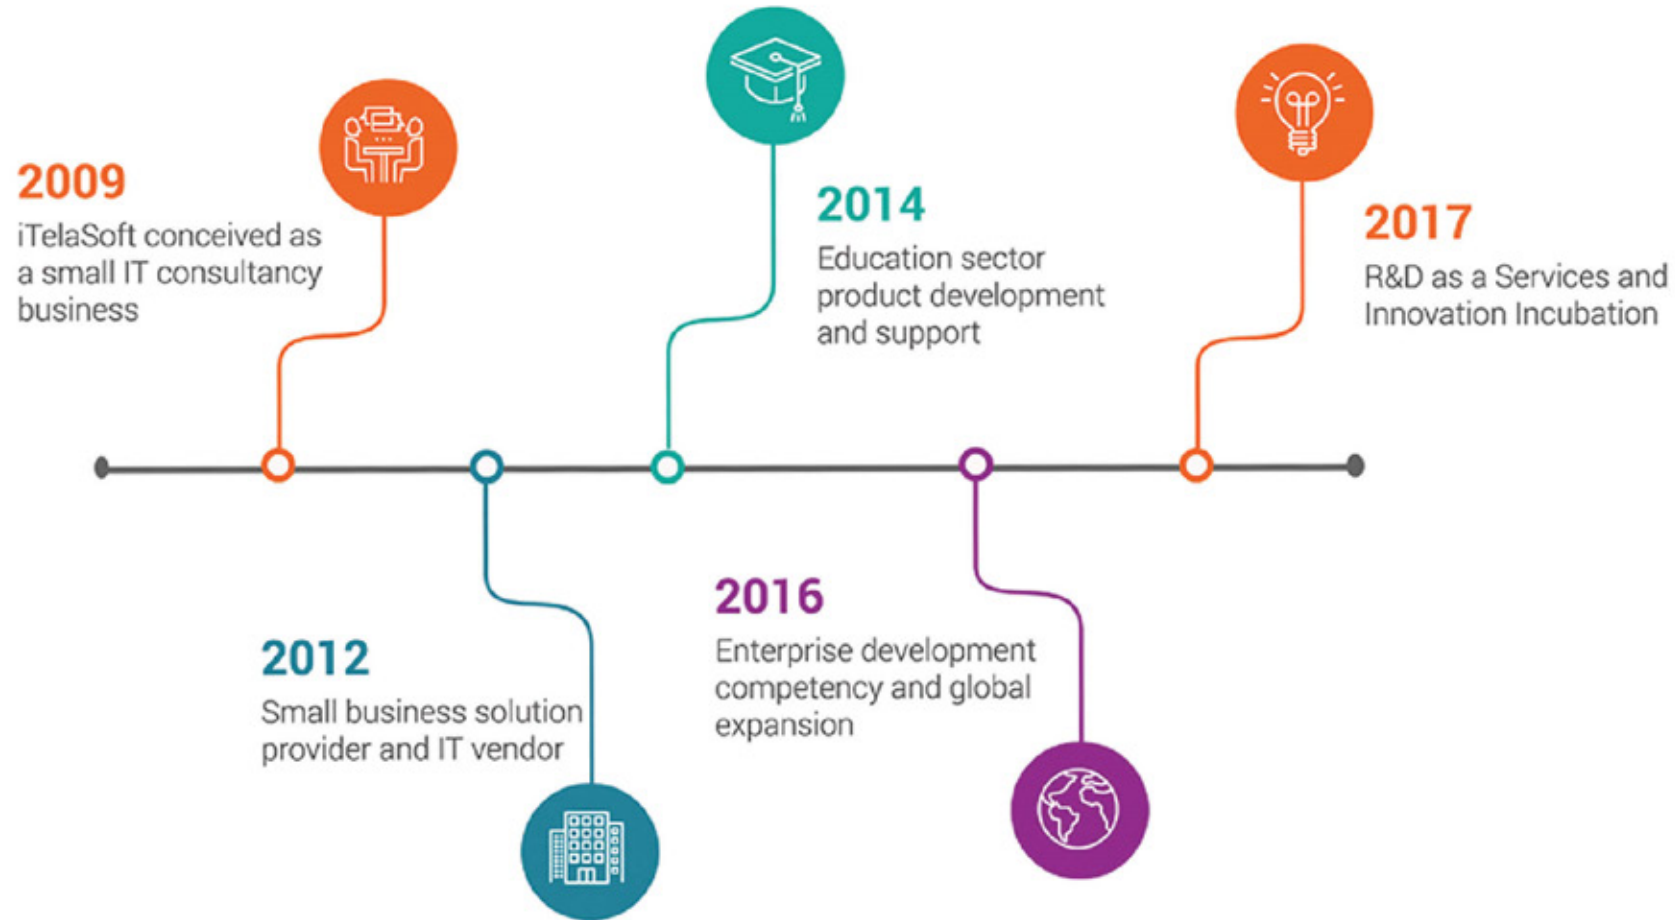 2009
iTelaSoft conceived as
a small IT consultancy
business
2012
Small business solution
provider and IT vendor
2014
Education sector
product development
and support
2016
Enterprise development
competency and global
expansion
2017
R&D as a Services and
Innovation Incubation